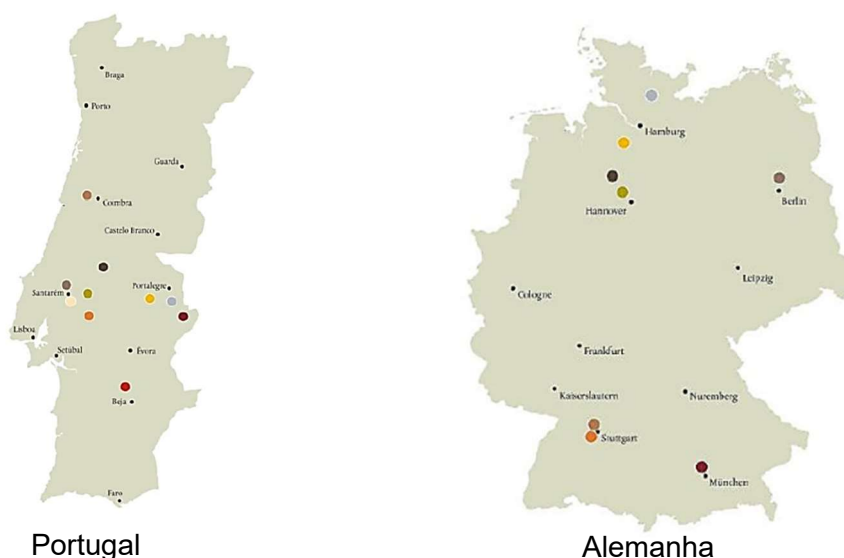 Braga
Porto
Guarda
Coimbra
Castelo Branco
Santarém
Portalegre
Lisboa
Setúbal
Évora
Beja
Faro
Portugal
Hamburg
Hannover
Berlin
Leipzig
Cologne
Frankfurt
Kaiserslautern
Nuremberg
Stuttgart
München
Alemanha